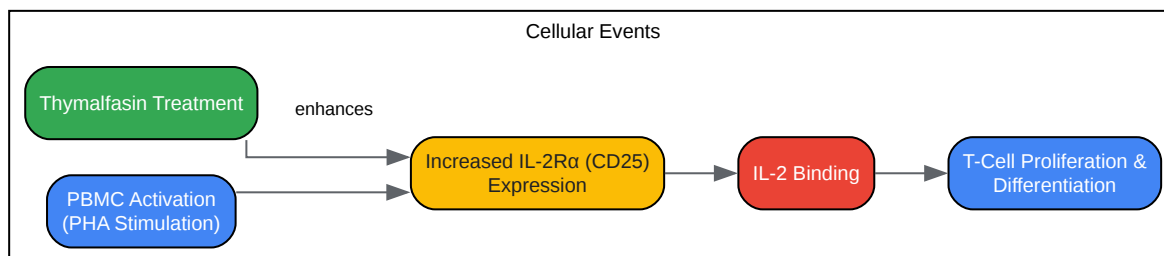 Cellular Events
Thymalfasin Treatment
enhances
PBMC Activation
(PHA Stimulation)
Increased IL-2Rα (CD25)
Expression
IL-2 Binding
T-Cell Proliferation &
Differentiation